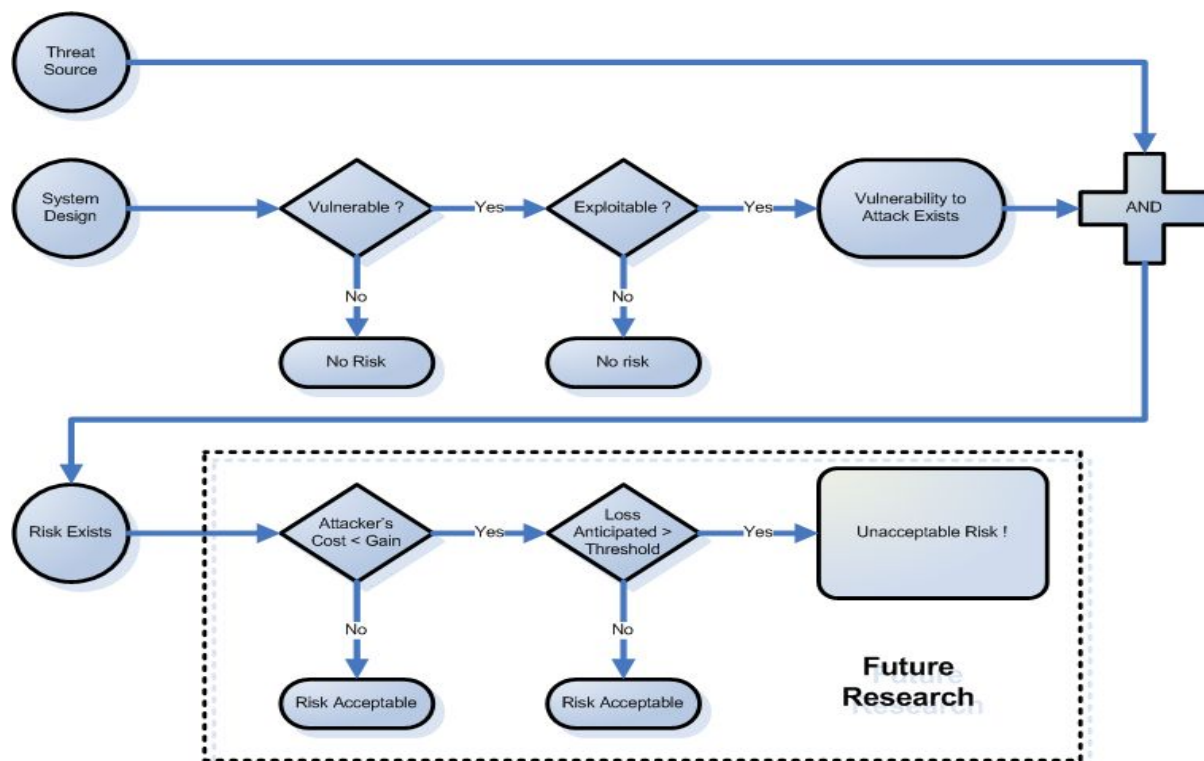 Threat
Source
System
Design
Vulnerable ?
Yes
Exploitable ?
Yes
Vulnerability to
Attack Exists
AND
No
No
No Risk
No risk
Risk Exists
Attacker's
Cost < Gain
Yes
Loss
Anticipated >
Threshold
Yes
Unacceptable Risk !
No
No
Risk Acceptable
Risk Acceptable
Future
Research